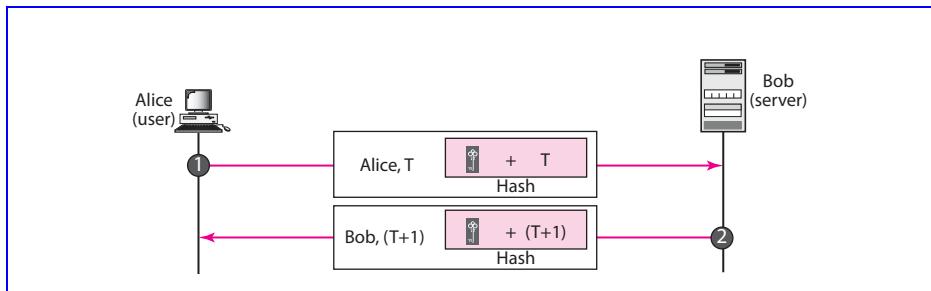 Alice
(user)
Bob
(server)
1
Alice, T
+ T
Hash
Bob, (T+1)
+ (T+1)
Hash
2